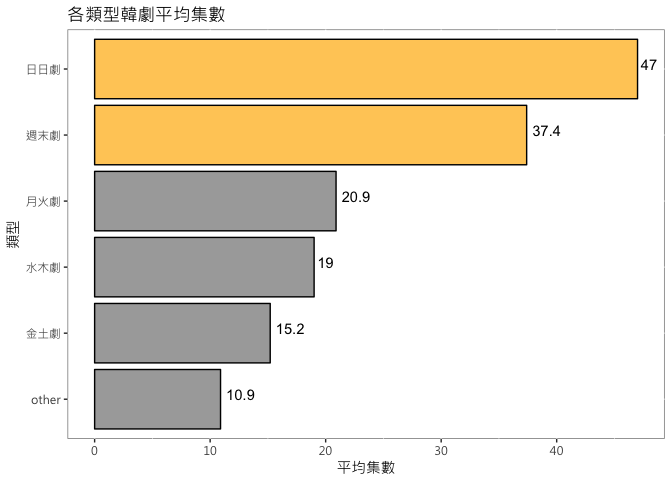 各類型韓劇平均集數
類型
日日劇
47
週末劇
37.4
月火劇
20.9
水木劇
19
金土劇
15.2
other
10.9
0 10 20 30 40
平均集數